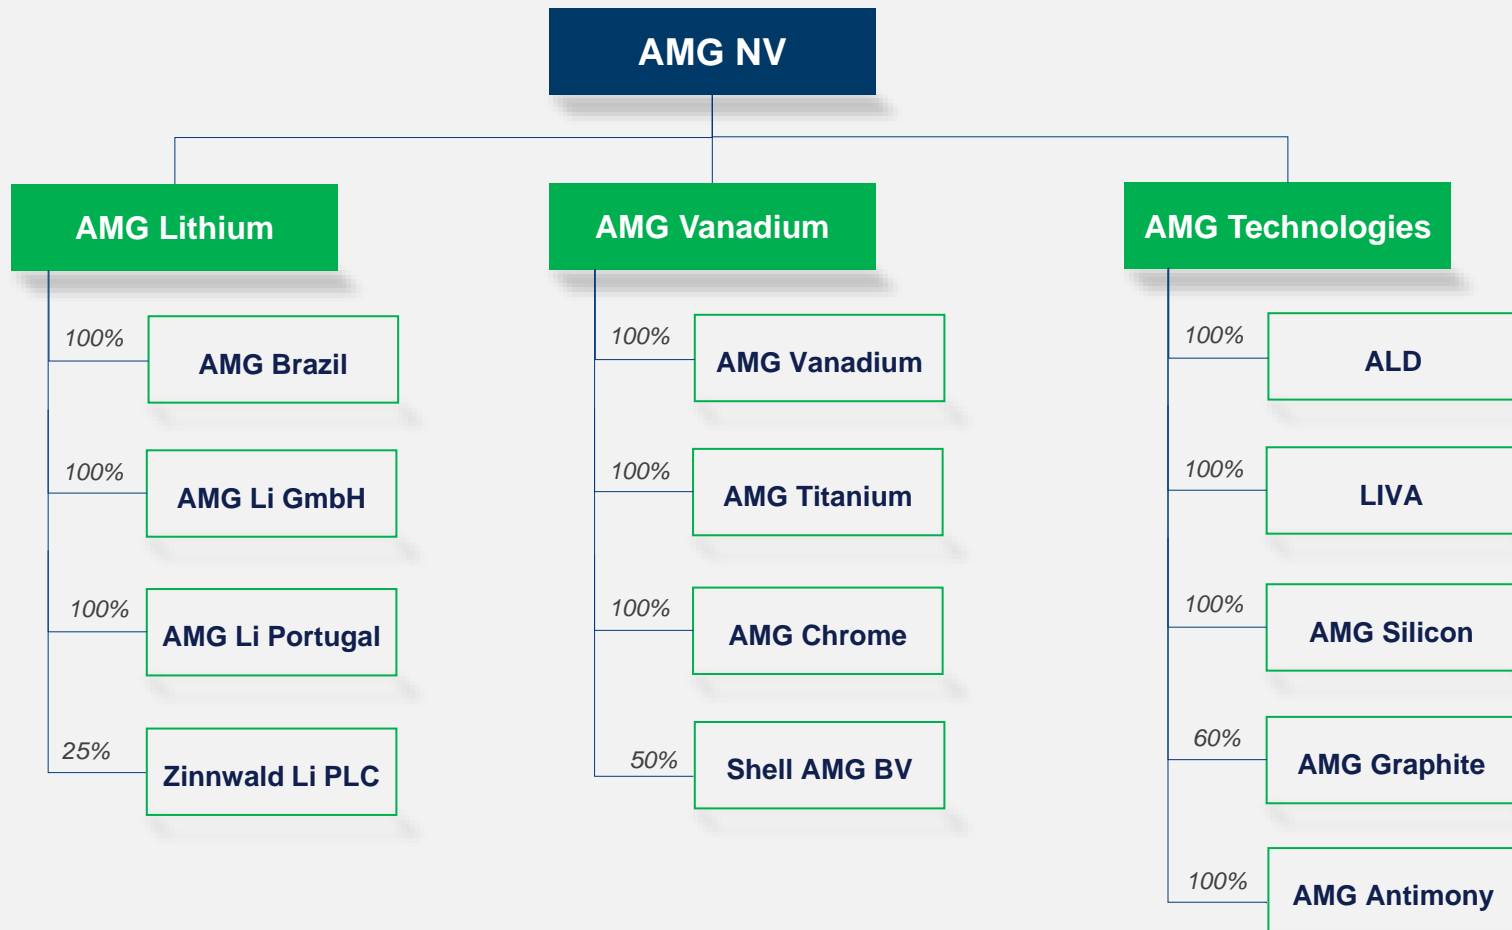 AMG NV
AMG Lithium
100%
AMG Brazil
100%
AMG Li GmbH
100%
AMG Li Portugal
25%
Zinnwald Li PLC
AMG Vanadium
100%
AMG Vanadium
100%
AMG Titanium
100%
AMG Chrome
50%
Shell AMG BV
AMG Technologies
100%
ALD
100%
LIVA
100%
AMG Silicon
60%
AMG Graphite
100%
AMG Antimony